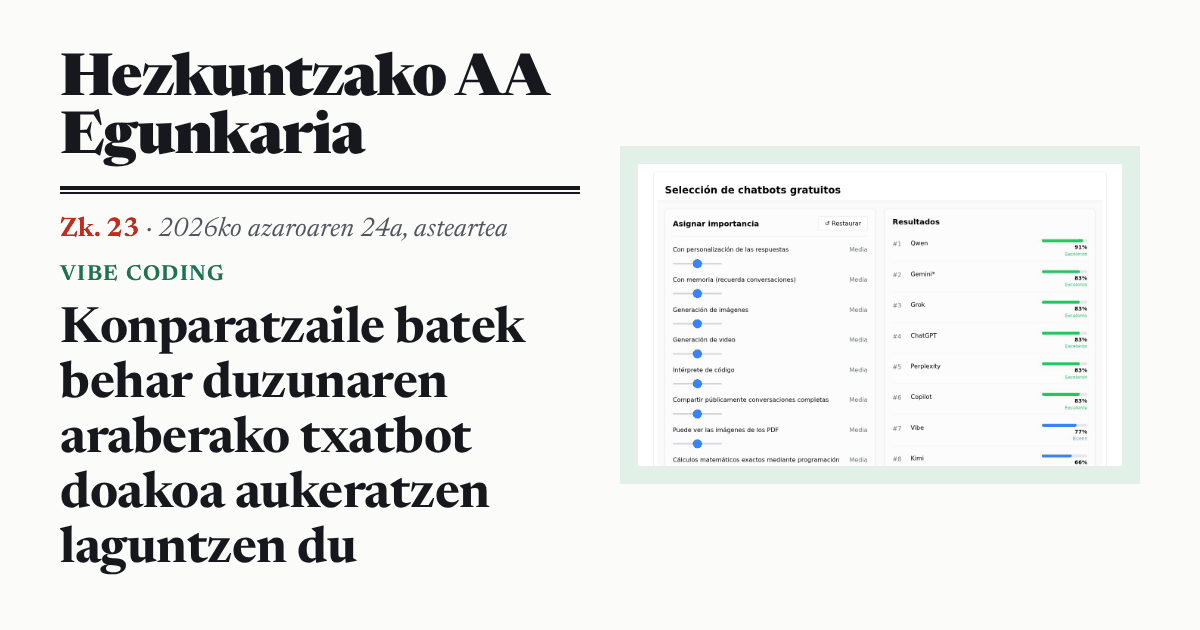 Hezkuntzako AA
Egunkaria
Zk. 23 · 2026ko azaroaren 24a, asteartea
VIBE CODING
Konparatzaile batek
behar duzunaren
araberako txatbot
doakoa aukeratzen
laguntzen du
Selección de chatbots gratuitos
Asignar importancia
↺ Restaurar
Con personalización de las respuestas Media
Con memoria (recuerda conversaciones) Media
Generación de imágenes Media
Generación de vídeo Media
Intérprete de código Media
Compartir públicamente conversaciones completas Media
Puede ver las imágenes de los PDF Media
Cálculos matemáticos exactos mediante programación Media
Resultados
#1 Qwen
91%
Excelente
#2 Gemini*
83%
Excelente
#3 Grok
83%
Excelente
#4 ChatGPT
83%
Excelente
#5 Perplexity
83%
Excelente
#6 Copilot
83%
Excelente
#7 Vibe
77%
Bueno
#8 Kimi
66%